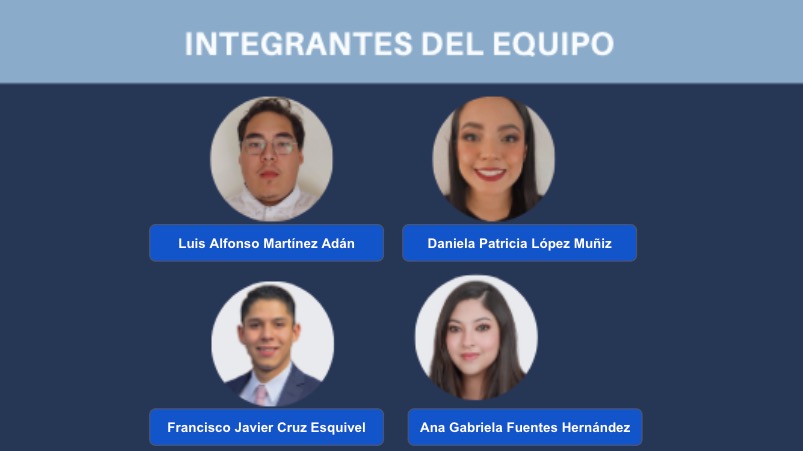 INTEGRANTES DEL EQUIPO
Luis Alfonso Martínez Adán
Daniela Patricia López Muñiz
Francisco Javier Cruz Esquivel
Ana Gabriela Fuentes Hernández